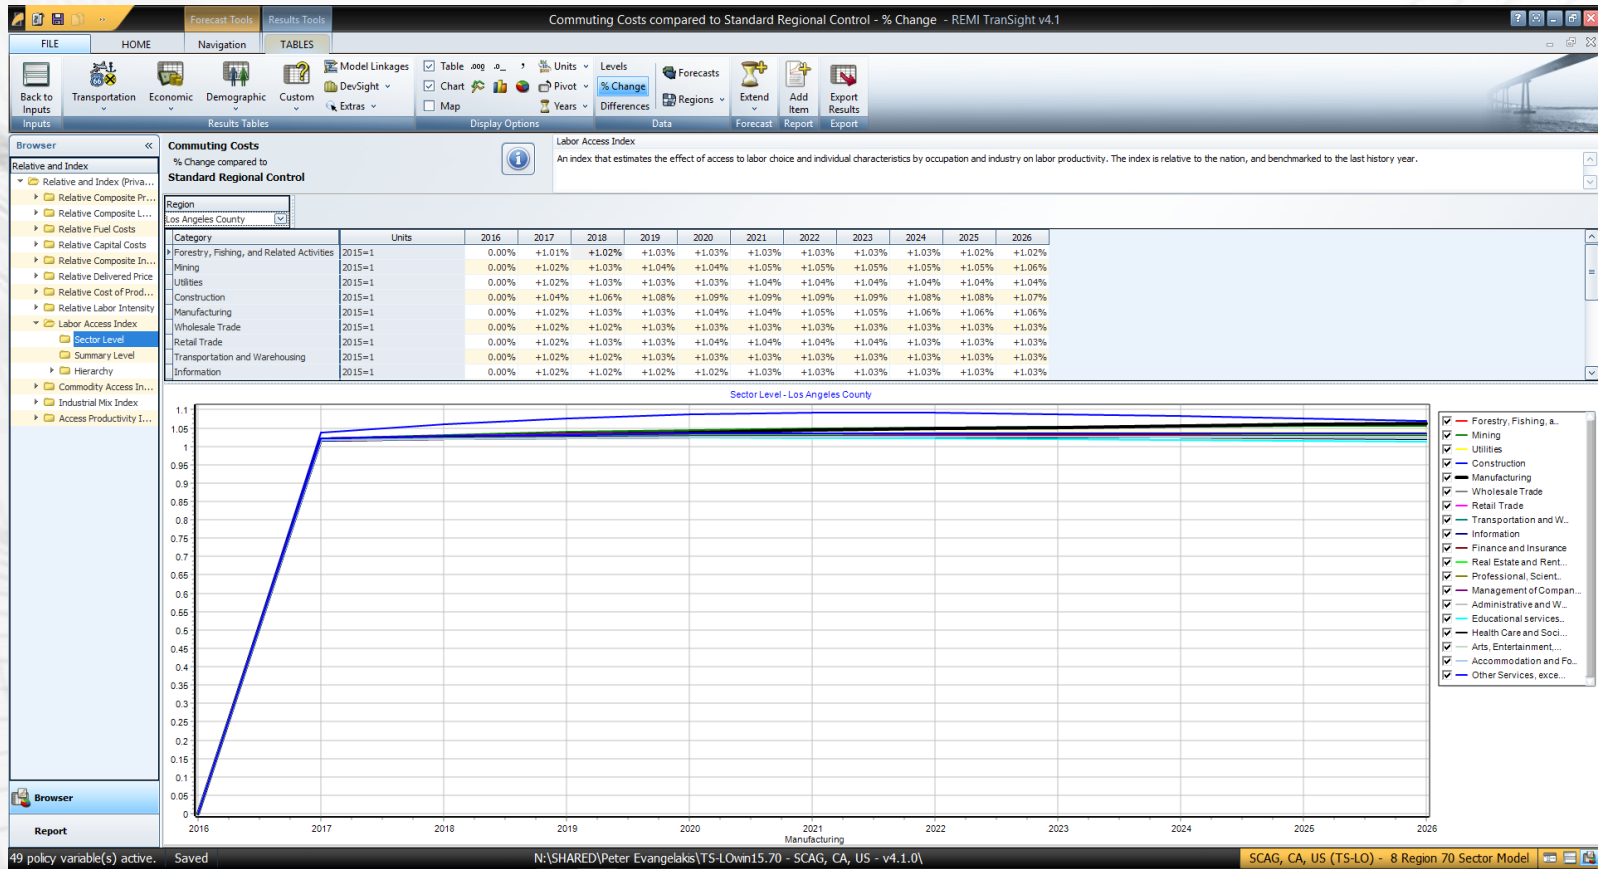 Forecast Tools Results Tools Commuting Costs compared to Standard Regional Control - % Change - REMI TranSight v4.1
FILE HOME Navigation TABLES
Back to Inputs Transportation Economic Demographic Custom Model Linkages DevSight Extras Table Chart Map Units Pivot Years Levels % Change Differences Forecasts Regions Extend Add Item Export Results
Inputs Results Tables Display Options Data Forecast Report Export
Browser «
Relative and Index
Relative and Index (Priva...
Relative Composite Pr...
Relative Composite L...
Relative Fuel Costs
Relative Capital Costs
Relative Composite In...
Relative Delivered Price
Relative Cost of Prod...
Relative Labor Intensity
Labor Access Index
Sector Level
Summary Level
Hierarchy
Commodity Access In...
Industrial Mix Index
Access Productivity I...
Browser
Report
Commuting Costs
% Change compared to
Standard Regional Control
Labor Access Index
An index that estimates the effect of access to labor choice and individual characteristics by occupation and industry on labor productivity. The index is relative to the nation, and benchmarked to the last history year.
Region
Los Angeles County
Category Units 2016 2017 2018 2019 2020 2021 2022 2023 2024 2025 2026
Forestry, Fishing, and Related Activities 2015=1 0.00% +1.01% +1.02% +1.03% +1.03% +1.03% +1.03% +1.03% +1.03% +1.02% +1.02%
Mining 2015=1 0.00% +1.02% +1.03% +1.04% +1.04% +1.05% +1.05% +1.05% +1.05% +1.05% +1.06%
Utilities 2015=1 0.00% +1.02% +1.03% +1.03% +1.03% +1.04% +1.04% +1.04% +1.04% +1.04% +1.04%
Construction 2015=1 0.00% +1.04% +1.06% +1.08% +1.09% +1.09% +1.09% +1.09% +1.08% +1.08% +1.07%
Manufacturing 2015=1 0.00% +1.02% +1.03% +1.03% +1.04% +1.04% +1.05% +1.05% +1.06% +1.06% +1.06%
Wholesale Trade 2015=1 0.00% +1.02% +1.02% +1.03% +1.03% +1.03% +1.03% +1.03% +1.03% +1.03% +1.03%
Retail Trade 2015=1 0.00% +1.02% +1.03% +1.03% +1.04% +1.04% +1.04% +1.04% +1.03% +1.03% +1.03%
Transportation and Warehousing 2015=1 0.00% +1.02% +1.02% +1.03% +1.03% +1.03% +1.03% +1.03% +1.03% +1.03% +1.03%
Information 2015=1 0.00% +1.02% +1.02% +1.02% +1.02% +1.03% +1.03% +1.03% +1.03% +1.03% +1.03%
Sector Level - Los Angeles County
1.1
1.05
1
0.95
0.9
0.85
0.8
0.75
0.7
0.65
0.6
0.55
0.5
0.45
0.4
0.35
0.3
0.25
0.2
0.15
0.1
0.05
0
2016 2017 2018 2019 2020 2021 2022 2023 2024 2025 2026
Manufacturing
Forestry, Fishing, a..
Mining
Utilities
Construction
Manufacturing
Wholesale Trade
Retail Trade
Transportation and W..
Information
Finance and Insurance
Real Estate and Rent...
Professional, Scient..
Management of Compan...
Administrative and W...
Educational services..
Health Care and Soci...
Arts, Entertainment,...
Accommodation and Fo..
Other Services, exce...
49 policy variable(s) active. Saved N:\SHARED\Peter Evangelakis\TS-LOwin15.70 - SCAG, CA, US - v4.1.0\ SCAG, CA, US (TS-LO) - 8 Region 70 Sector Model